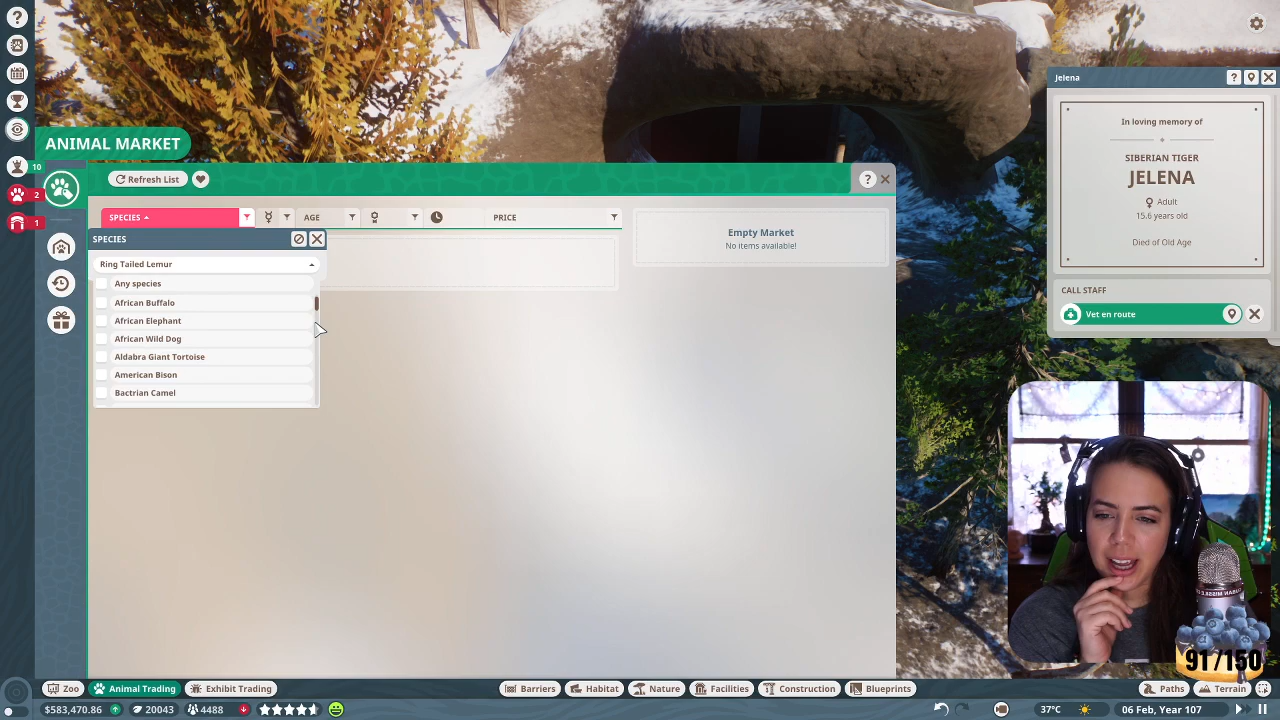 ANIMAL MARKET
10
2
1
Refresh List
?
SPECIES
AGE
PRICE
SPECIES
Ring Tailed Lemur
Any species
African Buffalo
African Elephant
African Wild Dog
Aldabra Giant Tortoise
American Bison
Bactrian Camel
Empty Market
No items available!
Jelena
?
In loving memory of
SIBERIAN TIGER
JELENA
Adult
15.6 years old
Died of Old Age
CALL STAFF
Vet en route
91/150
Zoo
Animal Trading
Exhibit Trading
Barriers
Habitat
Nature
Facilities
Construction
Blueprints
Paths
Terrain
$583,470.86
20043
4488
37°C
06 Feb, Year 107